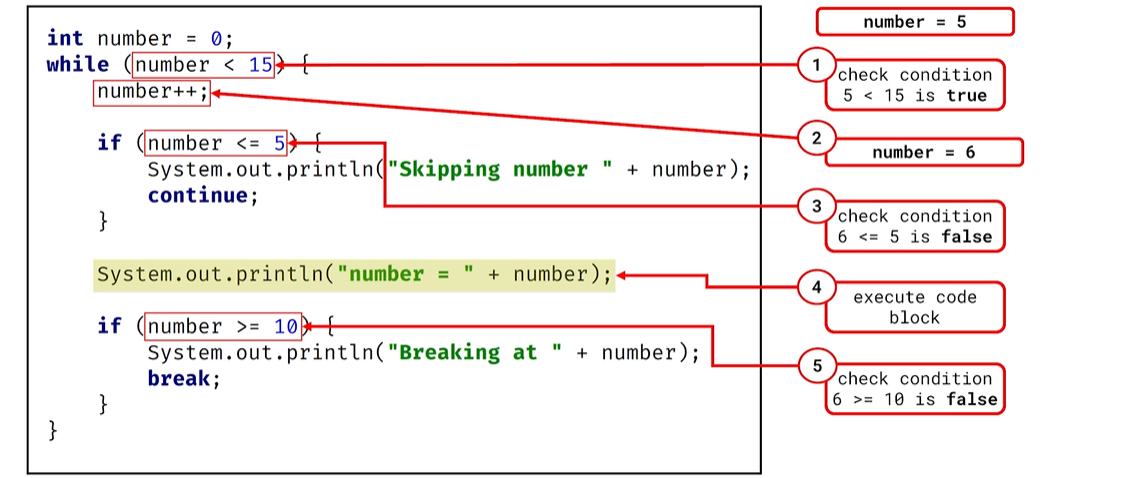 int number = 0;
while (number < 15) {
number++;
if (number <= 5) {
System.out.println("Skipping number " + number);
continue;
}
System.out.println("number = " + number);
if (number >= 10) {
System.out.println("Breaking at " + number);
break;
}
}
number = 5
1
check condition
5 < 15 is true
2
number = 6
3
check condition
6 <= 5 is false
4
execute code
block
5
check condition
6 >= 10 is false